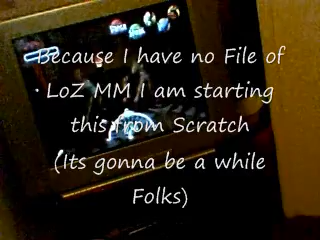 Because I have no File of
LoZ MM I am starting
this from Scratch
(Its gonna be a while
Folks)